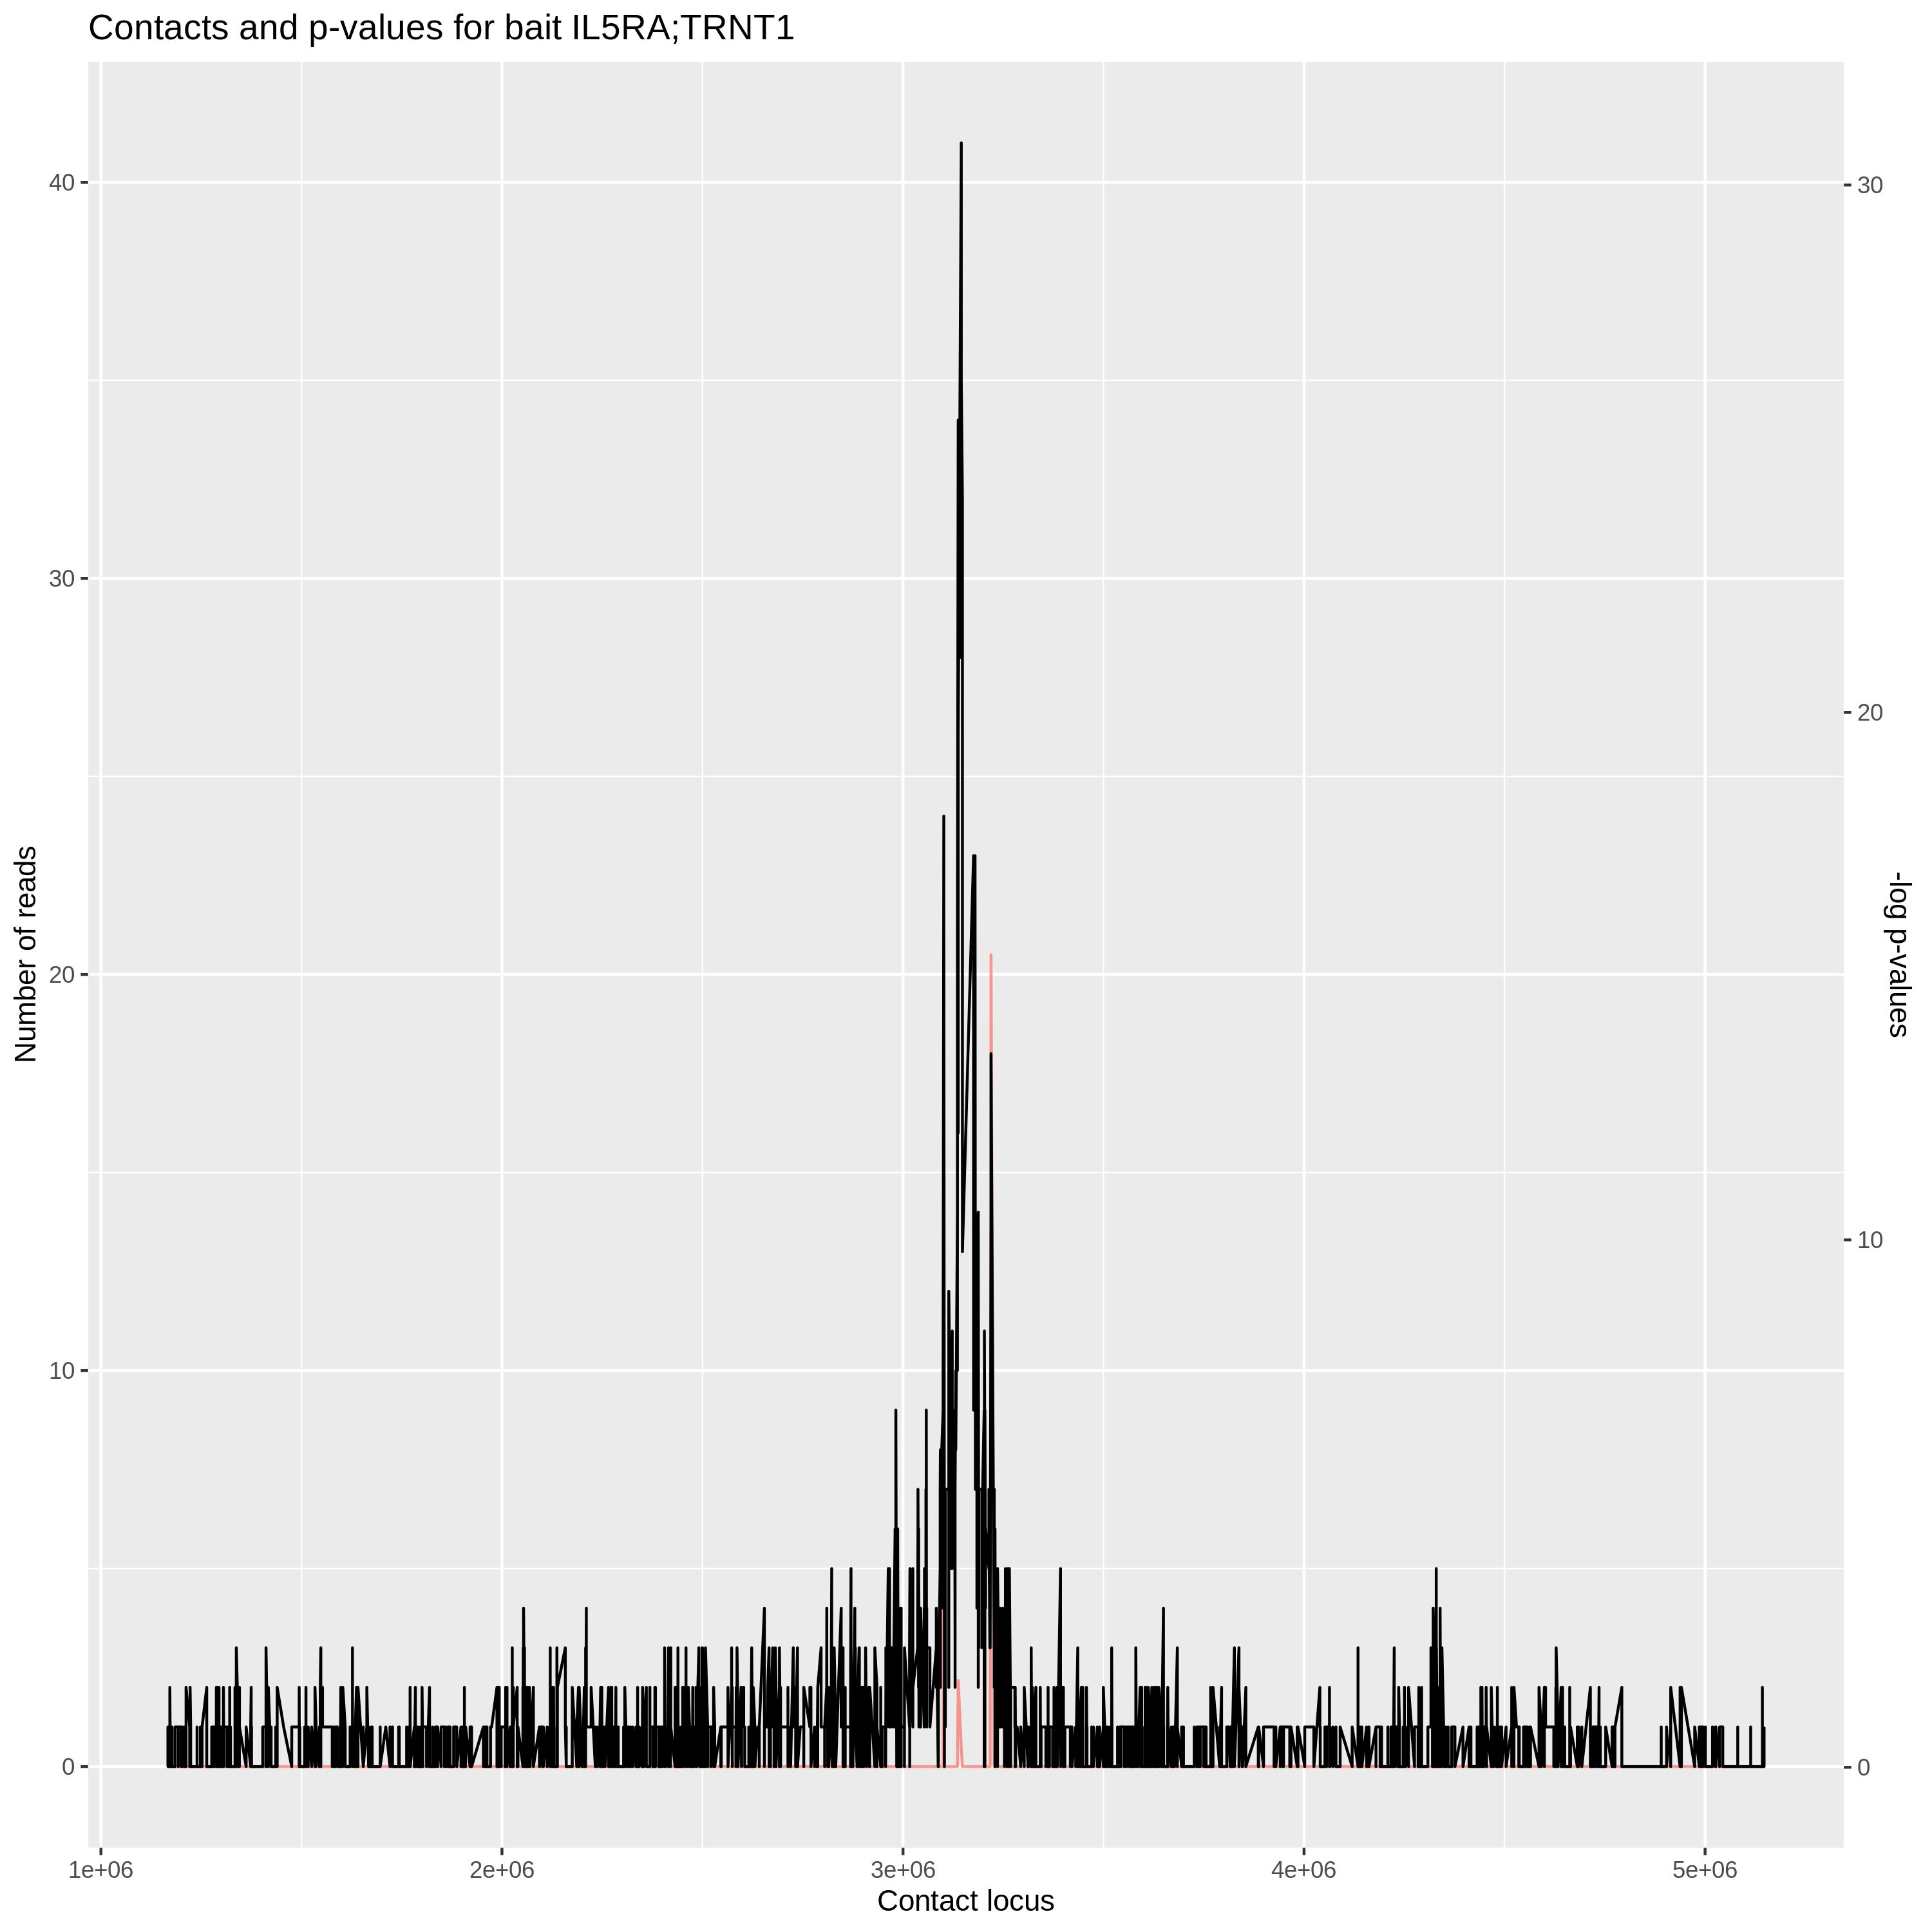 Contacts and p-values for bait IL5RA;TRNT1
40
30
20
10
0
Number of reads
30
20
10
0
-log p-values
1e+06 2e+06 3e+06 4e+06 5e+06
Contact locus